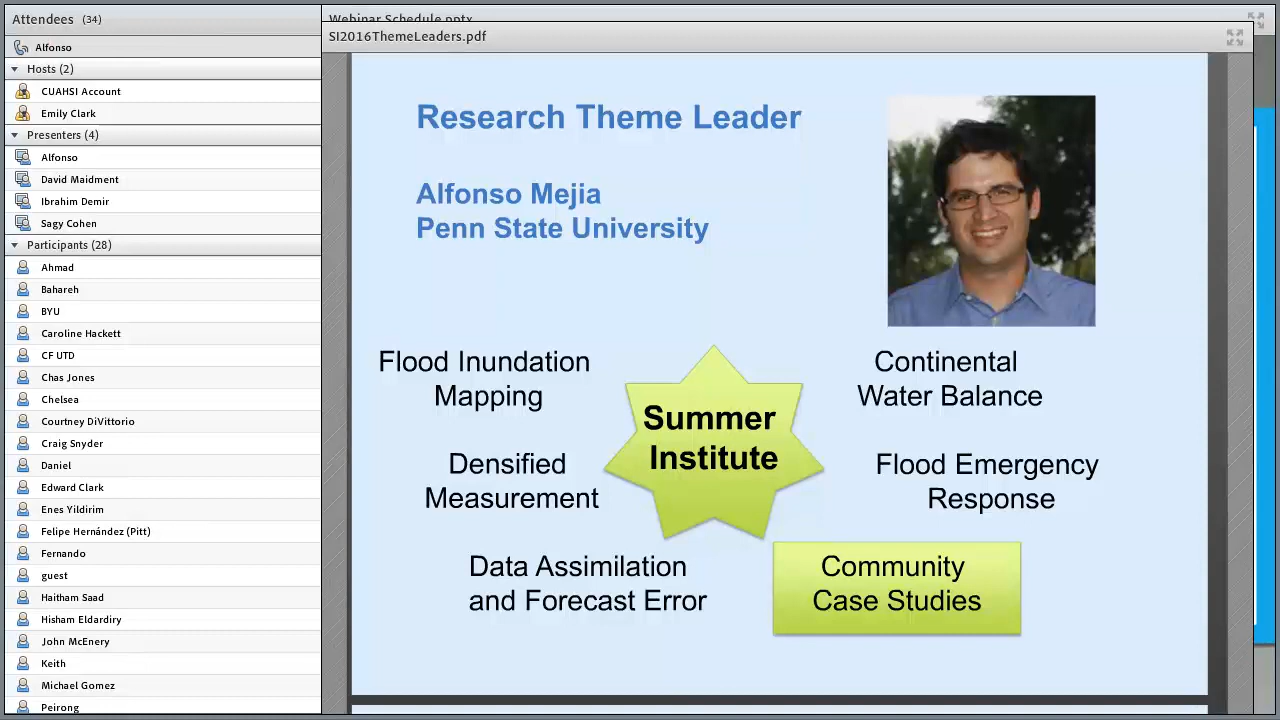 Attendees (34)
Alfonso
Hosts (2)
CUAHSI Account
Emily Clark
Presenters (4)
Alfonso
David Maidment
Ibrahim Demir
Sagy Cohen
Participants (28)
Ahmad
Bahareh
BYU
Caroline Hackett
CF UTD
Chas Jones
Chelsea
Courtney DiVittorio
Craig Snyder
Daniel
Edward Clark
Enes Yildirim
Felipe Hernández (Pitt)
Fernando
guest
Haitham Saad
Hisham Eldardiry
John McEnery
Keith
Michael Gomez
Peirong
Webinar Schedule.pptx
SI2016ThemeLeaders.pdf
Research Theme Leader
Alfonso Mejia
Penn State University
Flood Inundation
Mapping
Continental
Water Balance
Summer
Institute
Densified
Measurement
Flood Emergency
Response
Data Assimilation
and Forecast Error
Community
Case Studies